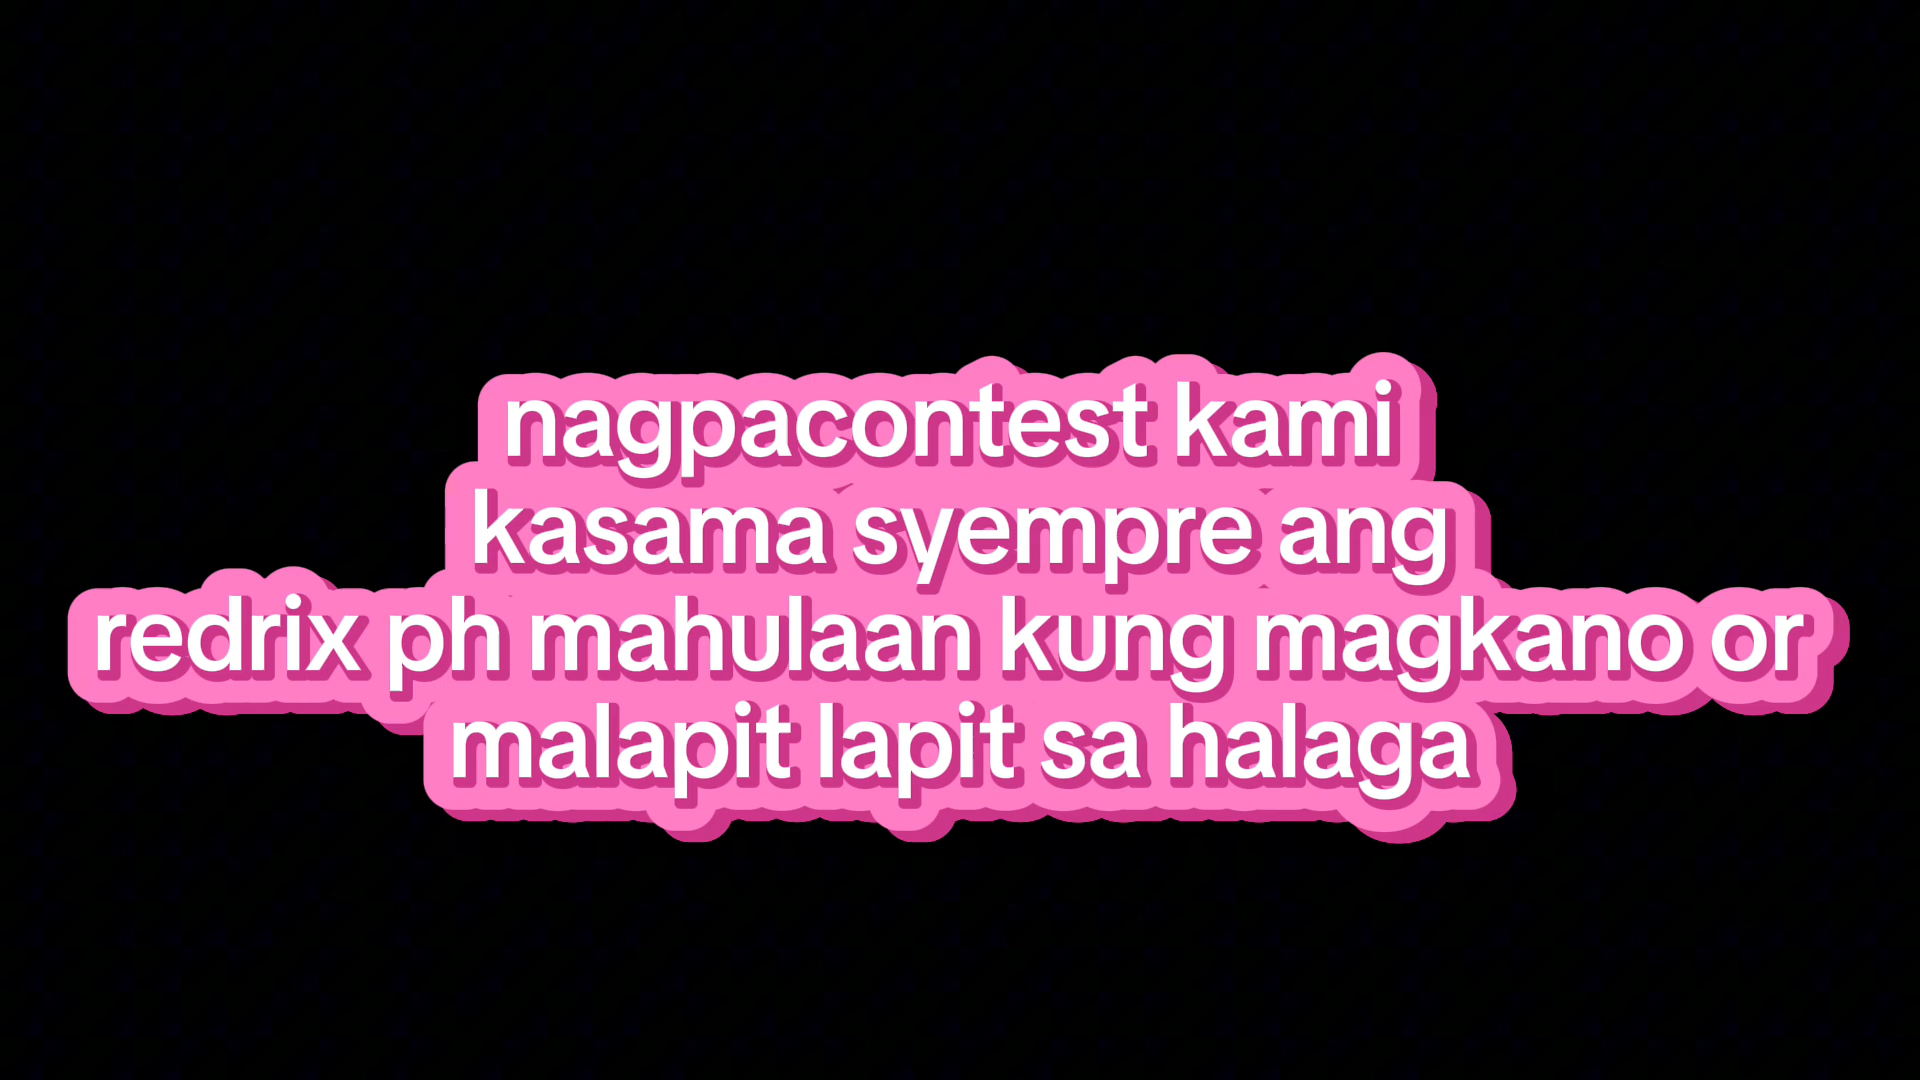 nagpacontest kami
kasama syempre ang
redrix ph mahulaan kung magkano or
malapit lapit sa halaga